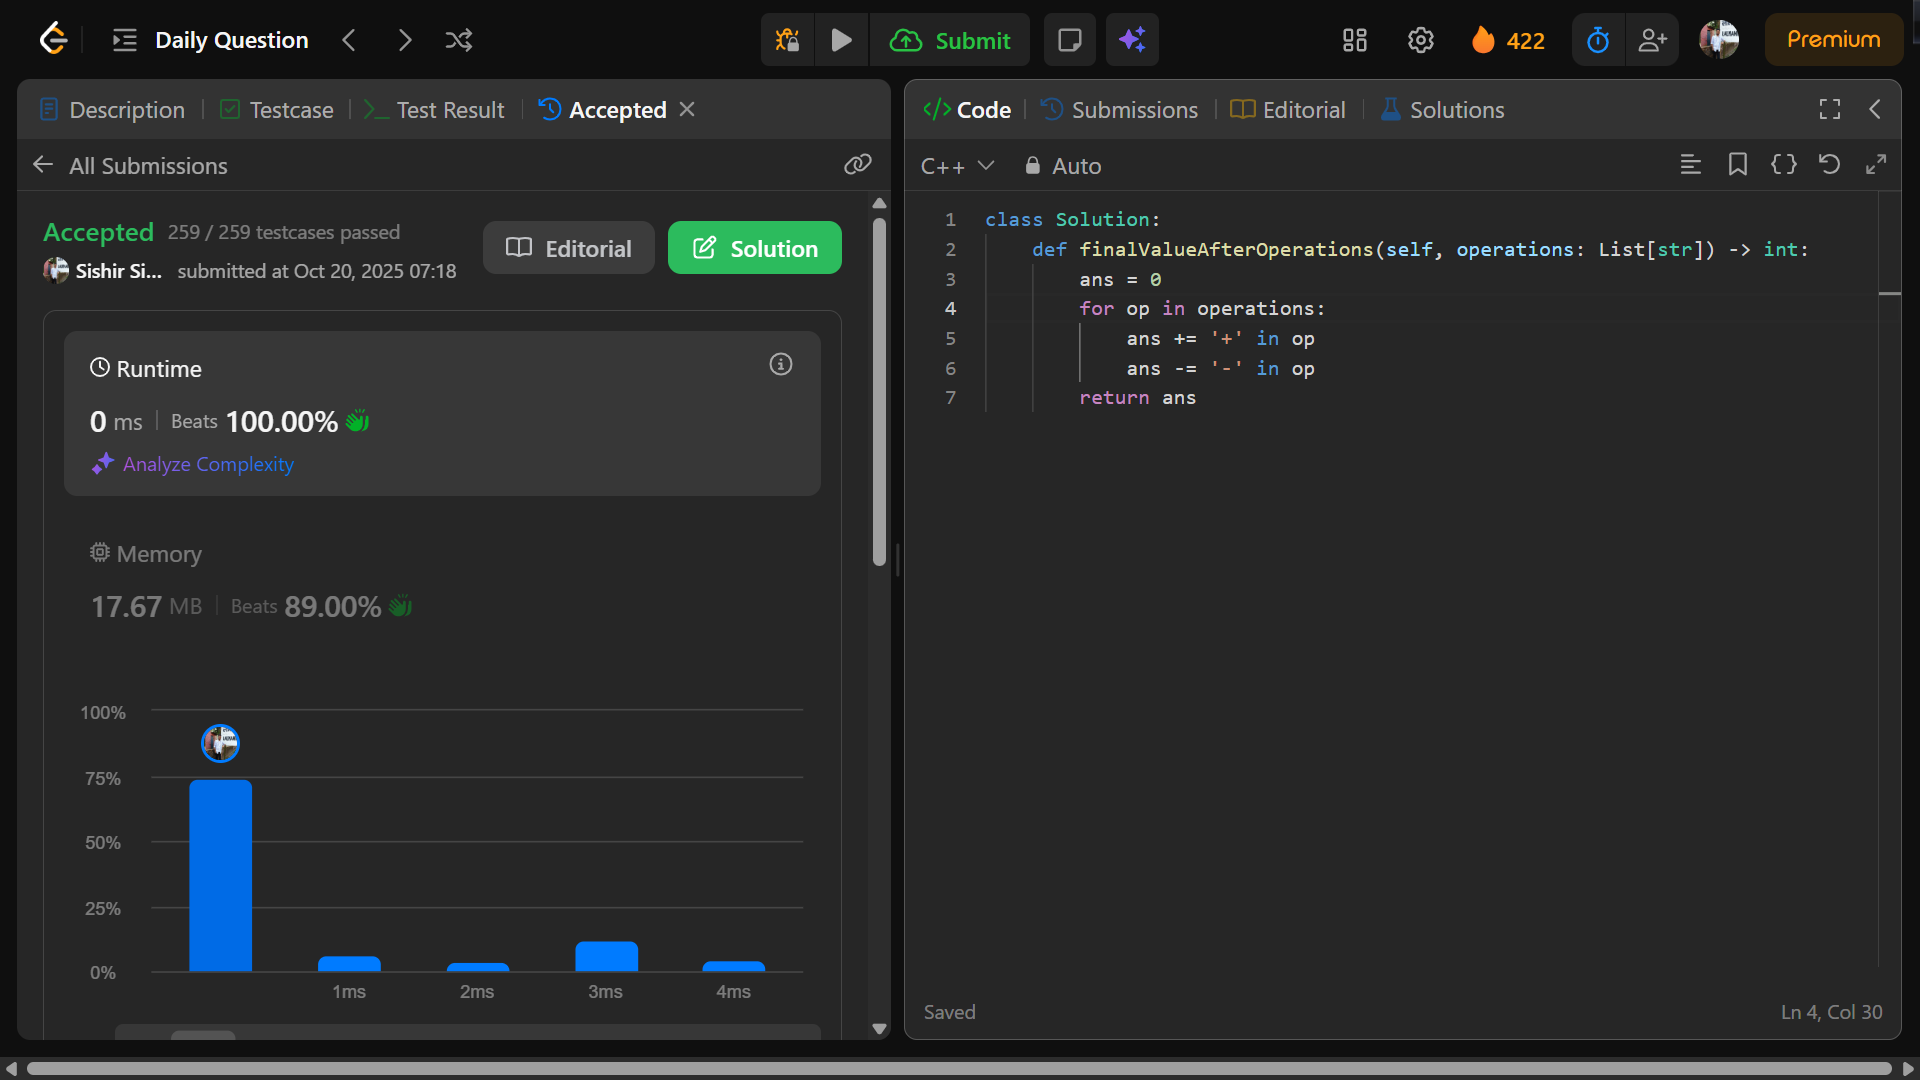 Daily Question
Submit
422
Premium
Description
Testcase
Test Result
Accepted
All Submissions
Accepted 259 / 259 testcases passed
Sishir Si... submitted at Oct 20, 2025 07:18
Editorial
Solution
Runtime
0 ms Beats 100.00%
Analyze Complexity
Memory
17.67 MB Beats 89.00%
100%
75%
50%
25%
0%
1ms 2ms 3ms 4ms
</> Code
Submissions
Editorial
Solutions
C++ Auto
1 class Solution:
2 def finalValueAfterOperations(self, operations: List[str]) -> int:
3 ans = 0
4 for op in operations:
5 ans += '+' in op
6 ans -= '-' in op
7 return ans
Saved
Ln 4, Col 30